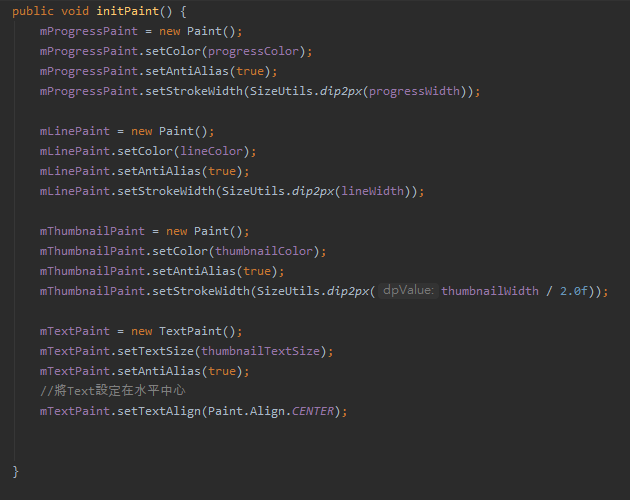 public void initPaint() {
mProgressPaint = new Paint();
mProgressPaint.setColor(progressColor);
mProgressPaint.setAntiAlias(true);
mProgressPaint.setStrokeWidth(SizeUtils.dip2px(progressWidth));
mLinePaint = new Paint();
mLinePaint.setColor(lineColor);
mLinePaint.setAntiAlias(true);
mLinePaint.setStrokeWidth(SizeUtils.dip2px(lineWidth));
mThumbnailPaint = new Paint();
mThumbnailPaint.setColor(thumbnailColor);
mThumbnailPaint.setAntiAlias(true);
mThumbnailPaint.setStrokeWidth(SizeUtils.dip2px( dpValue: thumbnailWidth / 2.0f));
mTextPaint = new TextPaint();
mTextPaint.setTextSize(thumbnailTextSize);
mTextPaint.setAntiAlias(true);
//將Text設定在水平中心
mTextPaint.setTextAlign(Paint.Align.CENTER);
}